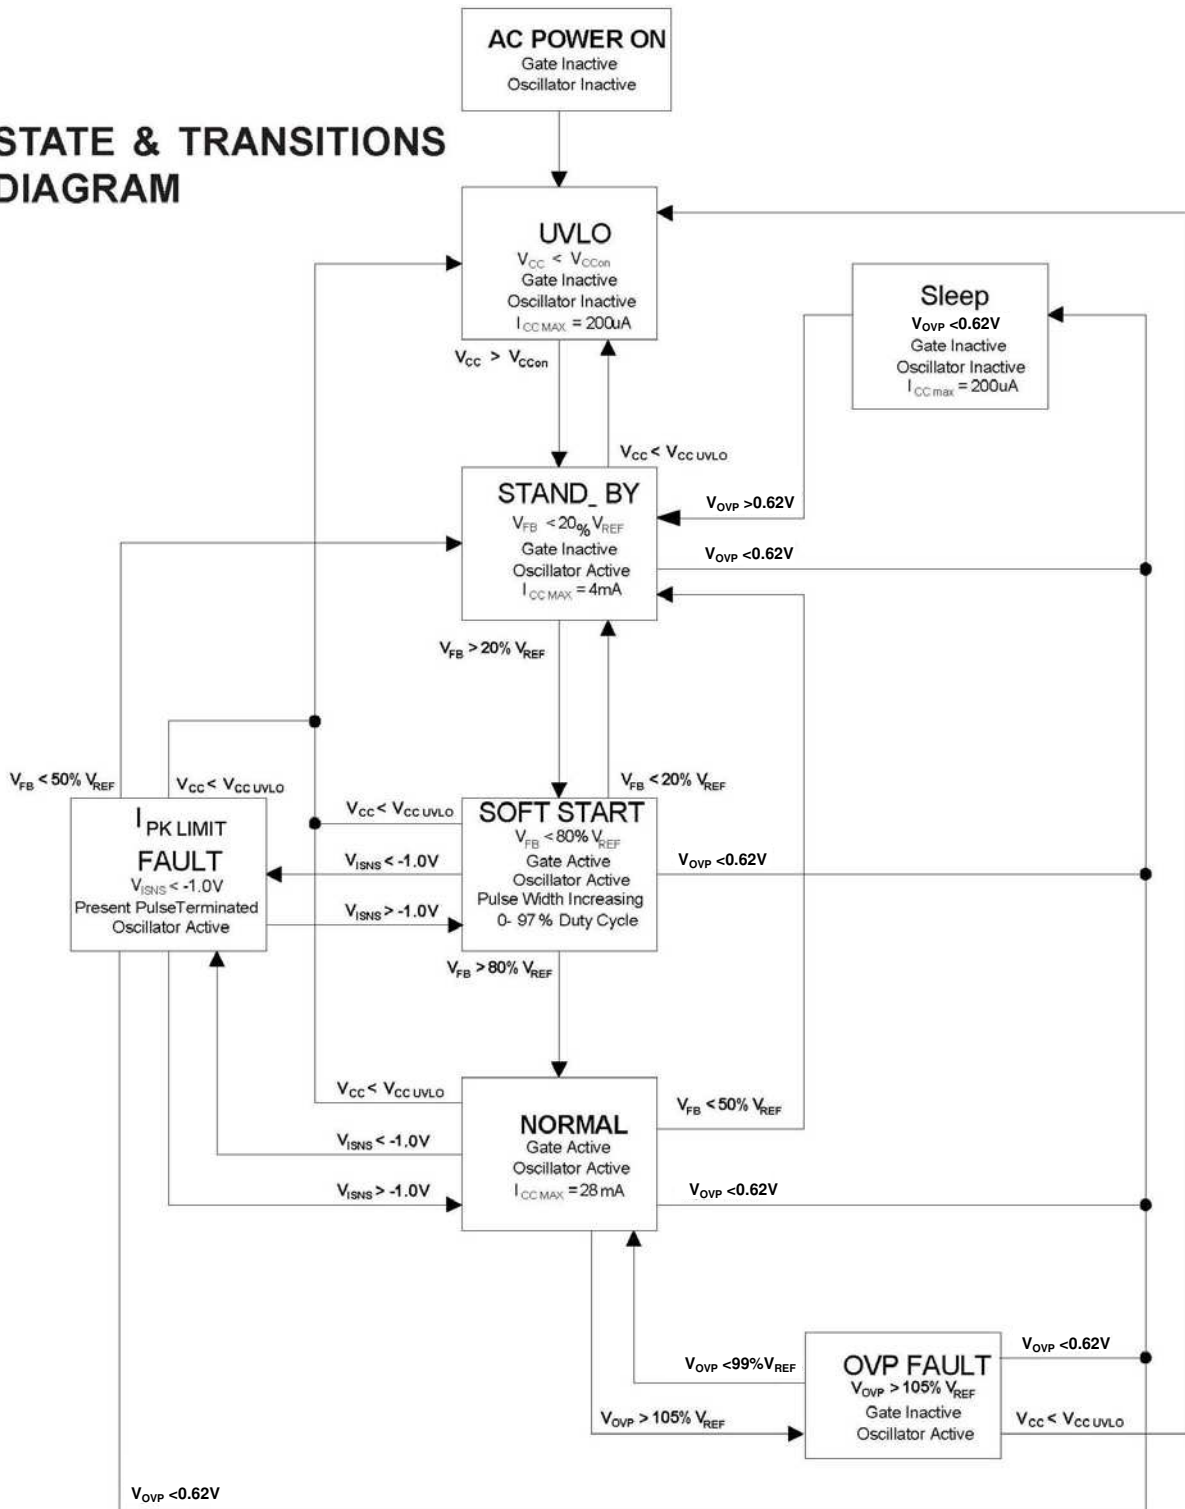 AC POWER ON
Gate Inactive
Oscillator Inactive
STATE & TRANSITIONS
DIAGRAM
UVLO
VCC < VCCon
Gate Inactive
Oscillator Inactive
ICC MAX = 200uA
Sleep
VOVP <0.62V
Gate Inactive
Oscillator Inactive
ICC max = 200uA
VCC > VCCon
VCC < VCC UVLO
STAND_ BY
VFB <20% VREF
Gate Inactive
Oscillator Active
ICC MAX = 4mA
VOVP >0.62V
VOVP <0.62V
VFB > 20% VREF
VFB < 50% VREF
VCC < VCC UVLO
VFB < 20% VREF
IPK LIMIT
FAULT
VISNS < -1.0V
Present PulseTerminated
Oscillator Active
VCC < VCC UVLO
VISNS < -1.0V
VISNS > -1.0V
SOFT START
VFB < 80% VREF
Gate Active
Oscillator Active
Pulse Width Increasing
0- 97 % Duty Cycle
VOVP <0.62V
VFB > 80% VREF
VCC < VCC UVLO
VISNS < -1.0V
VISNS > -1.0V
NORMAL
Gate Active
Oscillator Active
ICC MAX = 28 mA
VFB < 50% VREF
VOVP <0.62V
VOVP <99%VREF
VOVP > 105% VREF
OVP FAULT
VOVP > 105% VREF
Gate Inactive
Oscillator Active
VOVP <0.62V
VCC < VCC UVLO
VOVP <0.62V